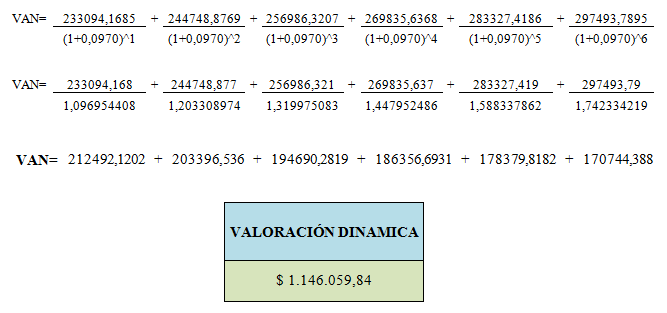 VAN= 233094,1685 + 244748,8769 + 256986,3207 + 269835,6368 + 283327,4186 + 297493,7895
(1+0,0970)^1 (1+0,0970)^2 (1+0,0970)^3 (1+0,0970)^4 (1+0,0970)^5 (1+0,0970)^6
VAN= 233094,168 + 244748,877 + 256986,321 + 269835,637 + 283327,419 + 297493,79
1,096954408 1,203308974 1,319975083 1,447952486 1,588337862 1,742334219
VAN= 212492,1202 + 203396,536 + 194690,2819 + 186356,6931 + 178379,8182 + 170744,388
VALORACIÓN DINAMICA
$ 1.146.059,84